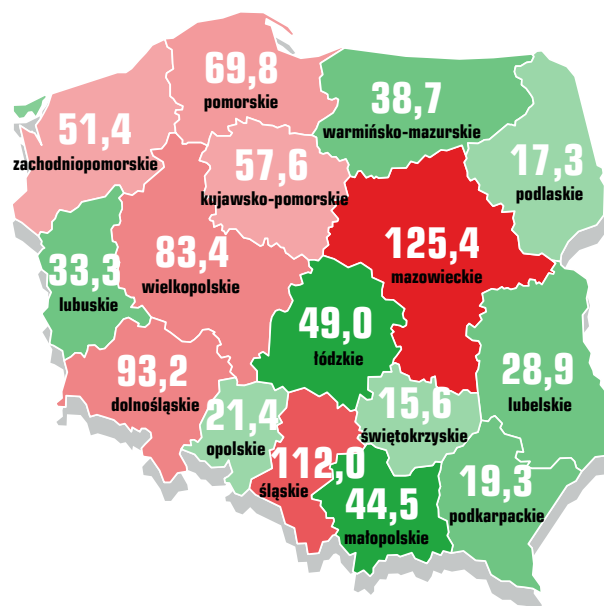 69,8
pomorskie
38,7
warmińsko-mazurskie
51,4
zachodniopomorskie
57,6
kujawsko-pomorskie
17,3
podlaskie
125,4
mazowieckie
83,4
wielkopolskie
33,3
lubuskie
49,0
łódzkie
93,2
dolnośląskie
28,9
lubelskie
21,4
opolskie
15,6
świętokrzyskie
112,0
śląskie
44,5
małopolskie
19,3
podkarpackie